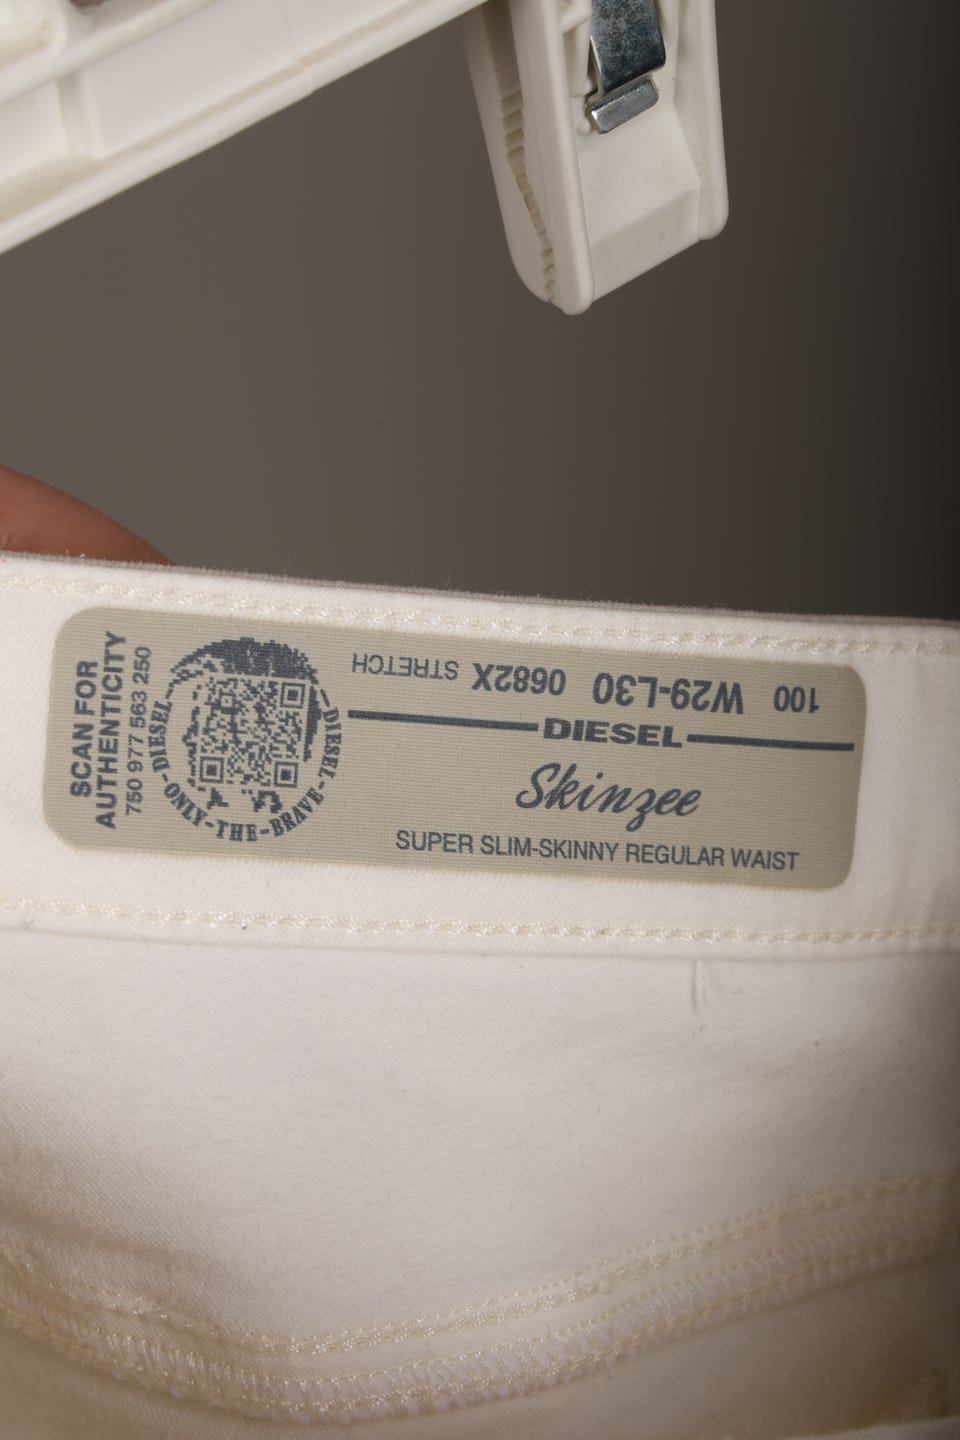 SCAN FOR
AUTHENTICITY
750 977 563 250
DIESEL-ONLY-THE-BRAVE-DIESEL
100 W29-L30 0682X STRETCH
DIESEL
Skinzee
SUPER SLIM-SKINNY REGULAR WAIST